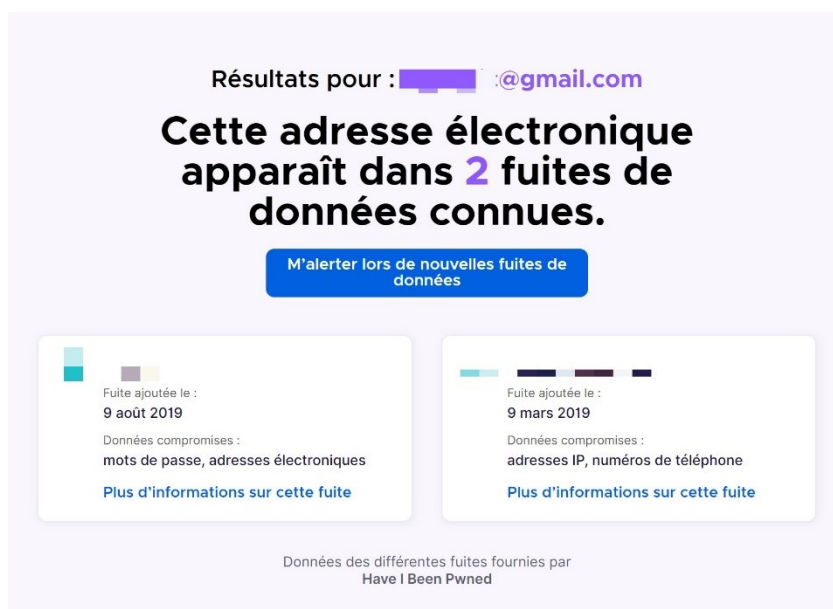 Résultats pour : @gmail.com
Cette adresse électronique
apparaît dans 2 fuites de
données connues.
M’alerter lors de nouvelles fuites de
données
Fuite ajoutée le :
9 août 2019
Données compromises :
mots de passe, adresses électroniques
Plus d’informations sur cette fuite
Fuite ajoutée le :
9 mars 2019
Données compromises :
adresses IP, numéros de téléphone
Plus d’informations sur cette fuite
Données des différentes fuites fournies par
Have I Been Pwned